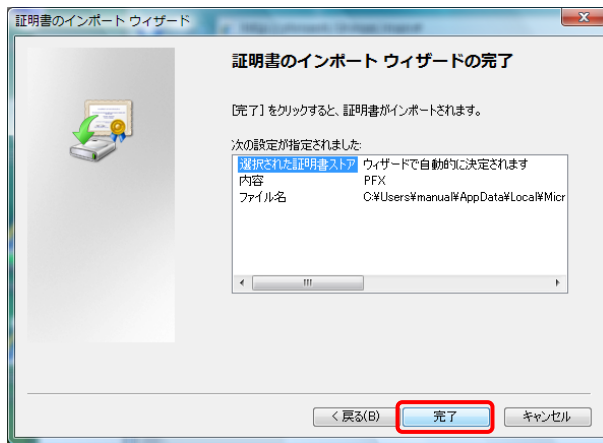 証明書のインポート ウィザード
証明書のインポート ウィザードの完了
[完了] をクリックすると、証明書がインポートされます。
次の設定が指定されました:
選択された証明書ストア ウィザードで自動的に決定されます
内容 PFX
ファイル名 C:¥Users¥manual¥AppData¥Local¥Micr
< 戻る(B) 完了 キャンセル